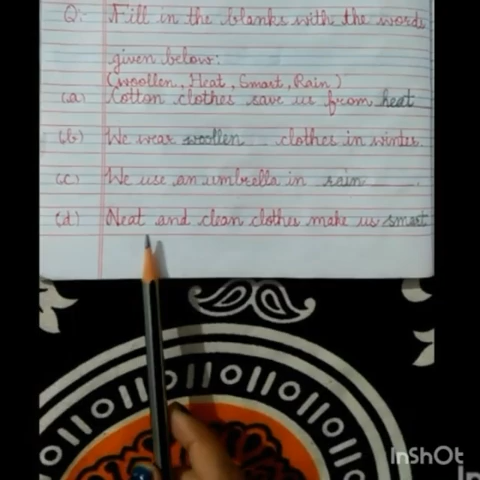 Q:- Fill in the blanks with the words
given below:
(Woollen, Heat, Smart, Rain)
(a) Cotton clothes save us from heat
(b) We wear woollen clothes in winter.
(c) We use an umbrella in rain .
(d) Neat and clean clothes make us smart
InShOt
In